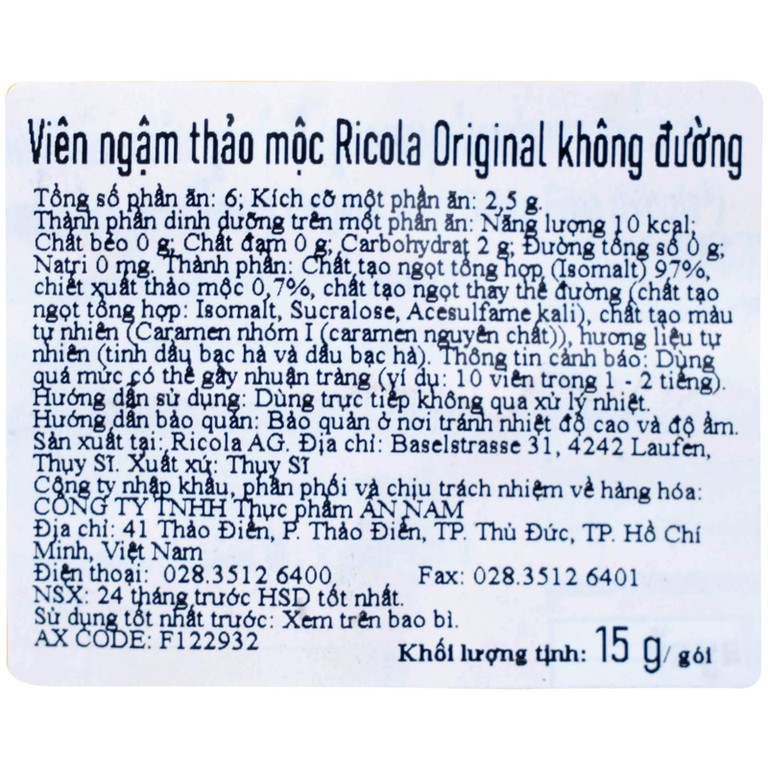 Viên ngậm thảo mộc Ricola Original không đường
Tổng số phần ăn: 6; Kích cỡ một phần ăn: 2,5 g.
Thành phần dinh dưỡng trên một phần ăn: Năng lượng 10 kcal;
Chất béo 0 g; Chất đạm 0 g; Carbohydrat 2 g; Đường tổng số 0 g;
Natri 0 mg. Thành phần: Chất tạo ngọt tổng hợp (Isomalt) 97%,
chiết xuất thảo mộc 0,7%, chất tạo ngọt thay thế đường (chất tạo
ngọt tổng hợp: Isomalt, Sucralose, Acesulfame kali), chất tạo màu
tự nhiên (Caramen nhóm I (caramen nguyên chất)), hương liệu tự
nhiên (tinh dầu bạc hà và dầu bạc hà). Thông tin cảnh báo: Dùng
quá mức có thể gây nhuận tràng (ví dụ: 10 viên trong 1 - 2 tiếng).
Hướng dẫn sử dụng: Dùng trực tiếp không qua xử lý nhiệt.
Hướng dẫn bảo quản: Bảo quản ở nơi tránh nhiệt độ cao và độ ẩm.
Sản xuất tại: Ricola AG. Địa chỉ: Baselstrasse 31, 4242 Laufen,
Thụy Sĩ. Xuất xứ: Thụy Sĩ
Công ty nhập khẩu, phân phối và chịu trách nhiệm về hàng hóa:
CÔNG TY TNHH Thực phẩm AN NAM
Địa chỉ: 41 Thảo Điền, P. Thảo Điền, TP. Thủ Đức, TP. Hồ Chí
Minh, Việt Nam
Điện thoại: 028.3512 6400 Fax: 028.3512 6401
NSX: 24 tháng trước HSD tốt nhất.
Sử dụng tốt nhất trước: Xem trên bao bì.
AX CODE: F122932
Khối lượng tịnh: 15 g/ gói